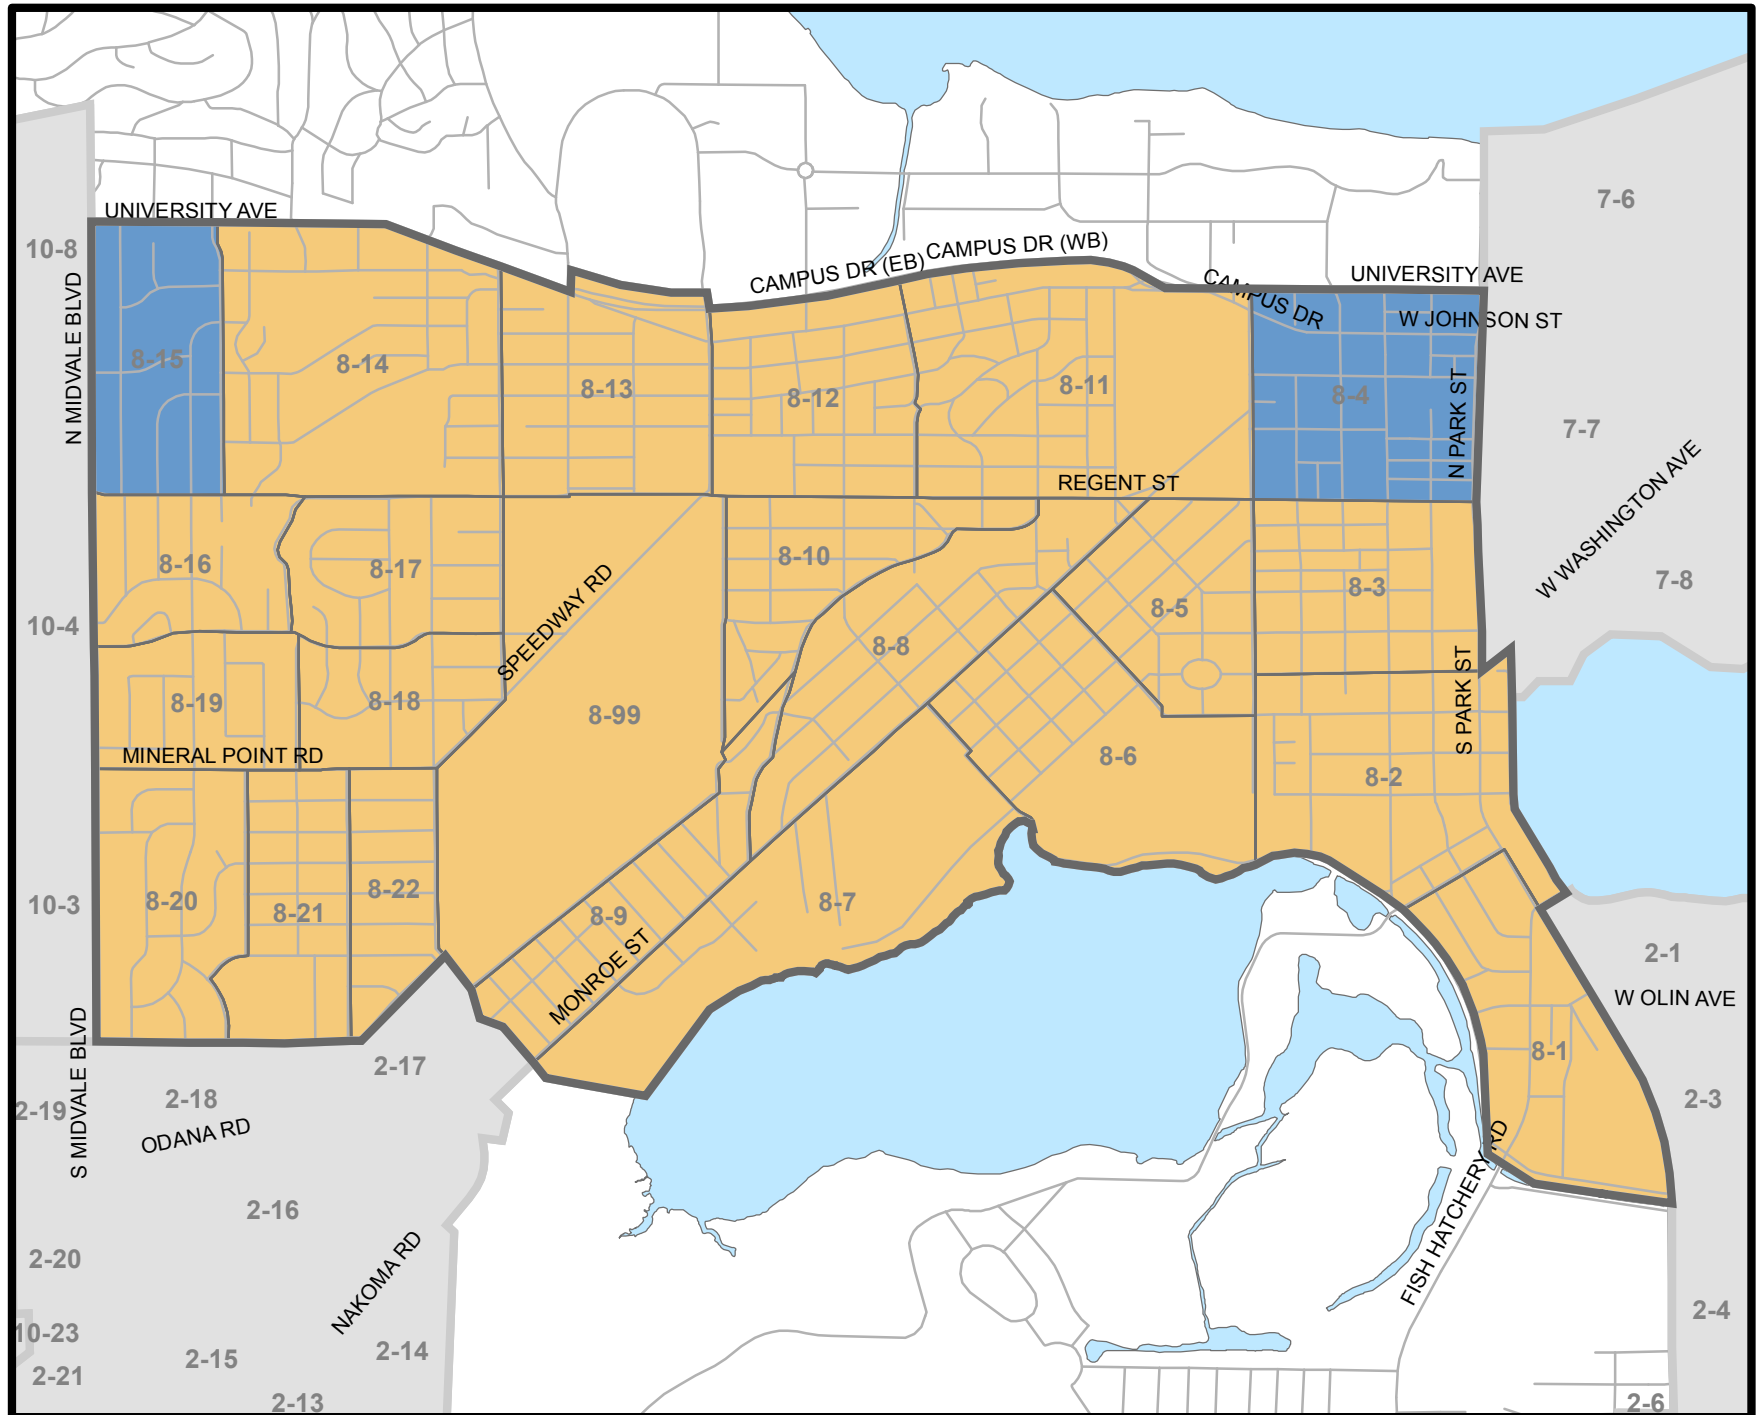 7-6
UNIVERSITY AVE
10-8
CAMPUS DR (EB)
CAMPUS DR (WB)
CAMPUS DR
UNIVERSITY AVE
W JOHNSON ST
N MIDVALE BLVD
8-15
8-14
8-13
8-12
8-11
8-4
N PARK ST
7-7
REGENT ST
W WASHINGTON AVE
8-16
8-17
8-10
8-5
8-3
7-8
10-4
SPEEDWAY RD
8-8
8-19
8-18
8-99
S PARK ST
MINERAL POINT RD
8-6
8-2
8-20
8-21
8-22
8-9
8-7
10-3
MONROE ST
2-1
W OLIN AVE
S MIDVALE BLVD
2-17
8-1
2-18
2-19
2-3
ODANA RD
2-16
FISH HATCHERY RD
2-20
NAKOMA RD
2-4
10-23
2-15
2-14
2-21
2-13
2-6